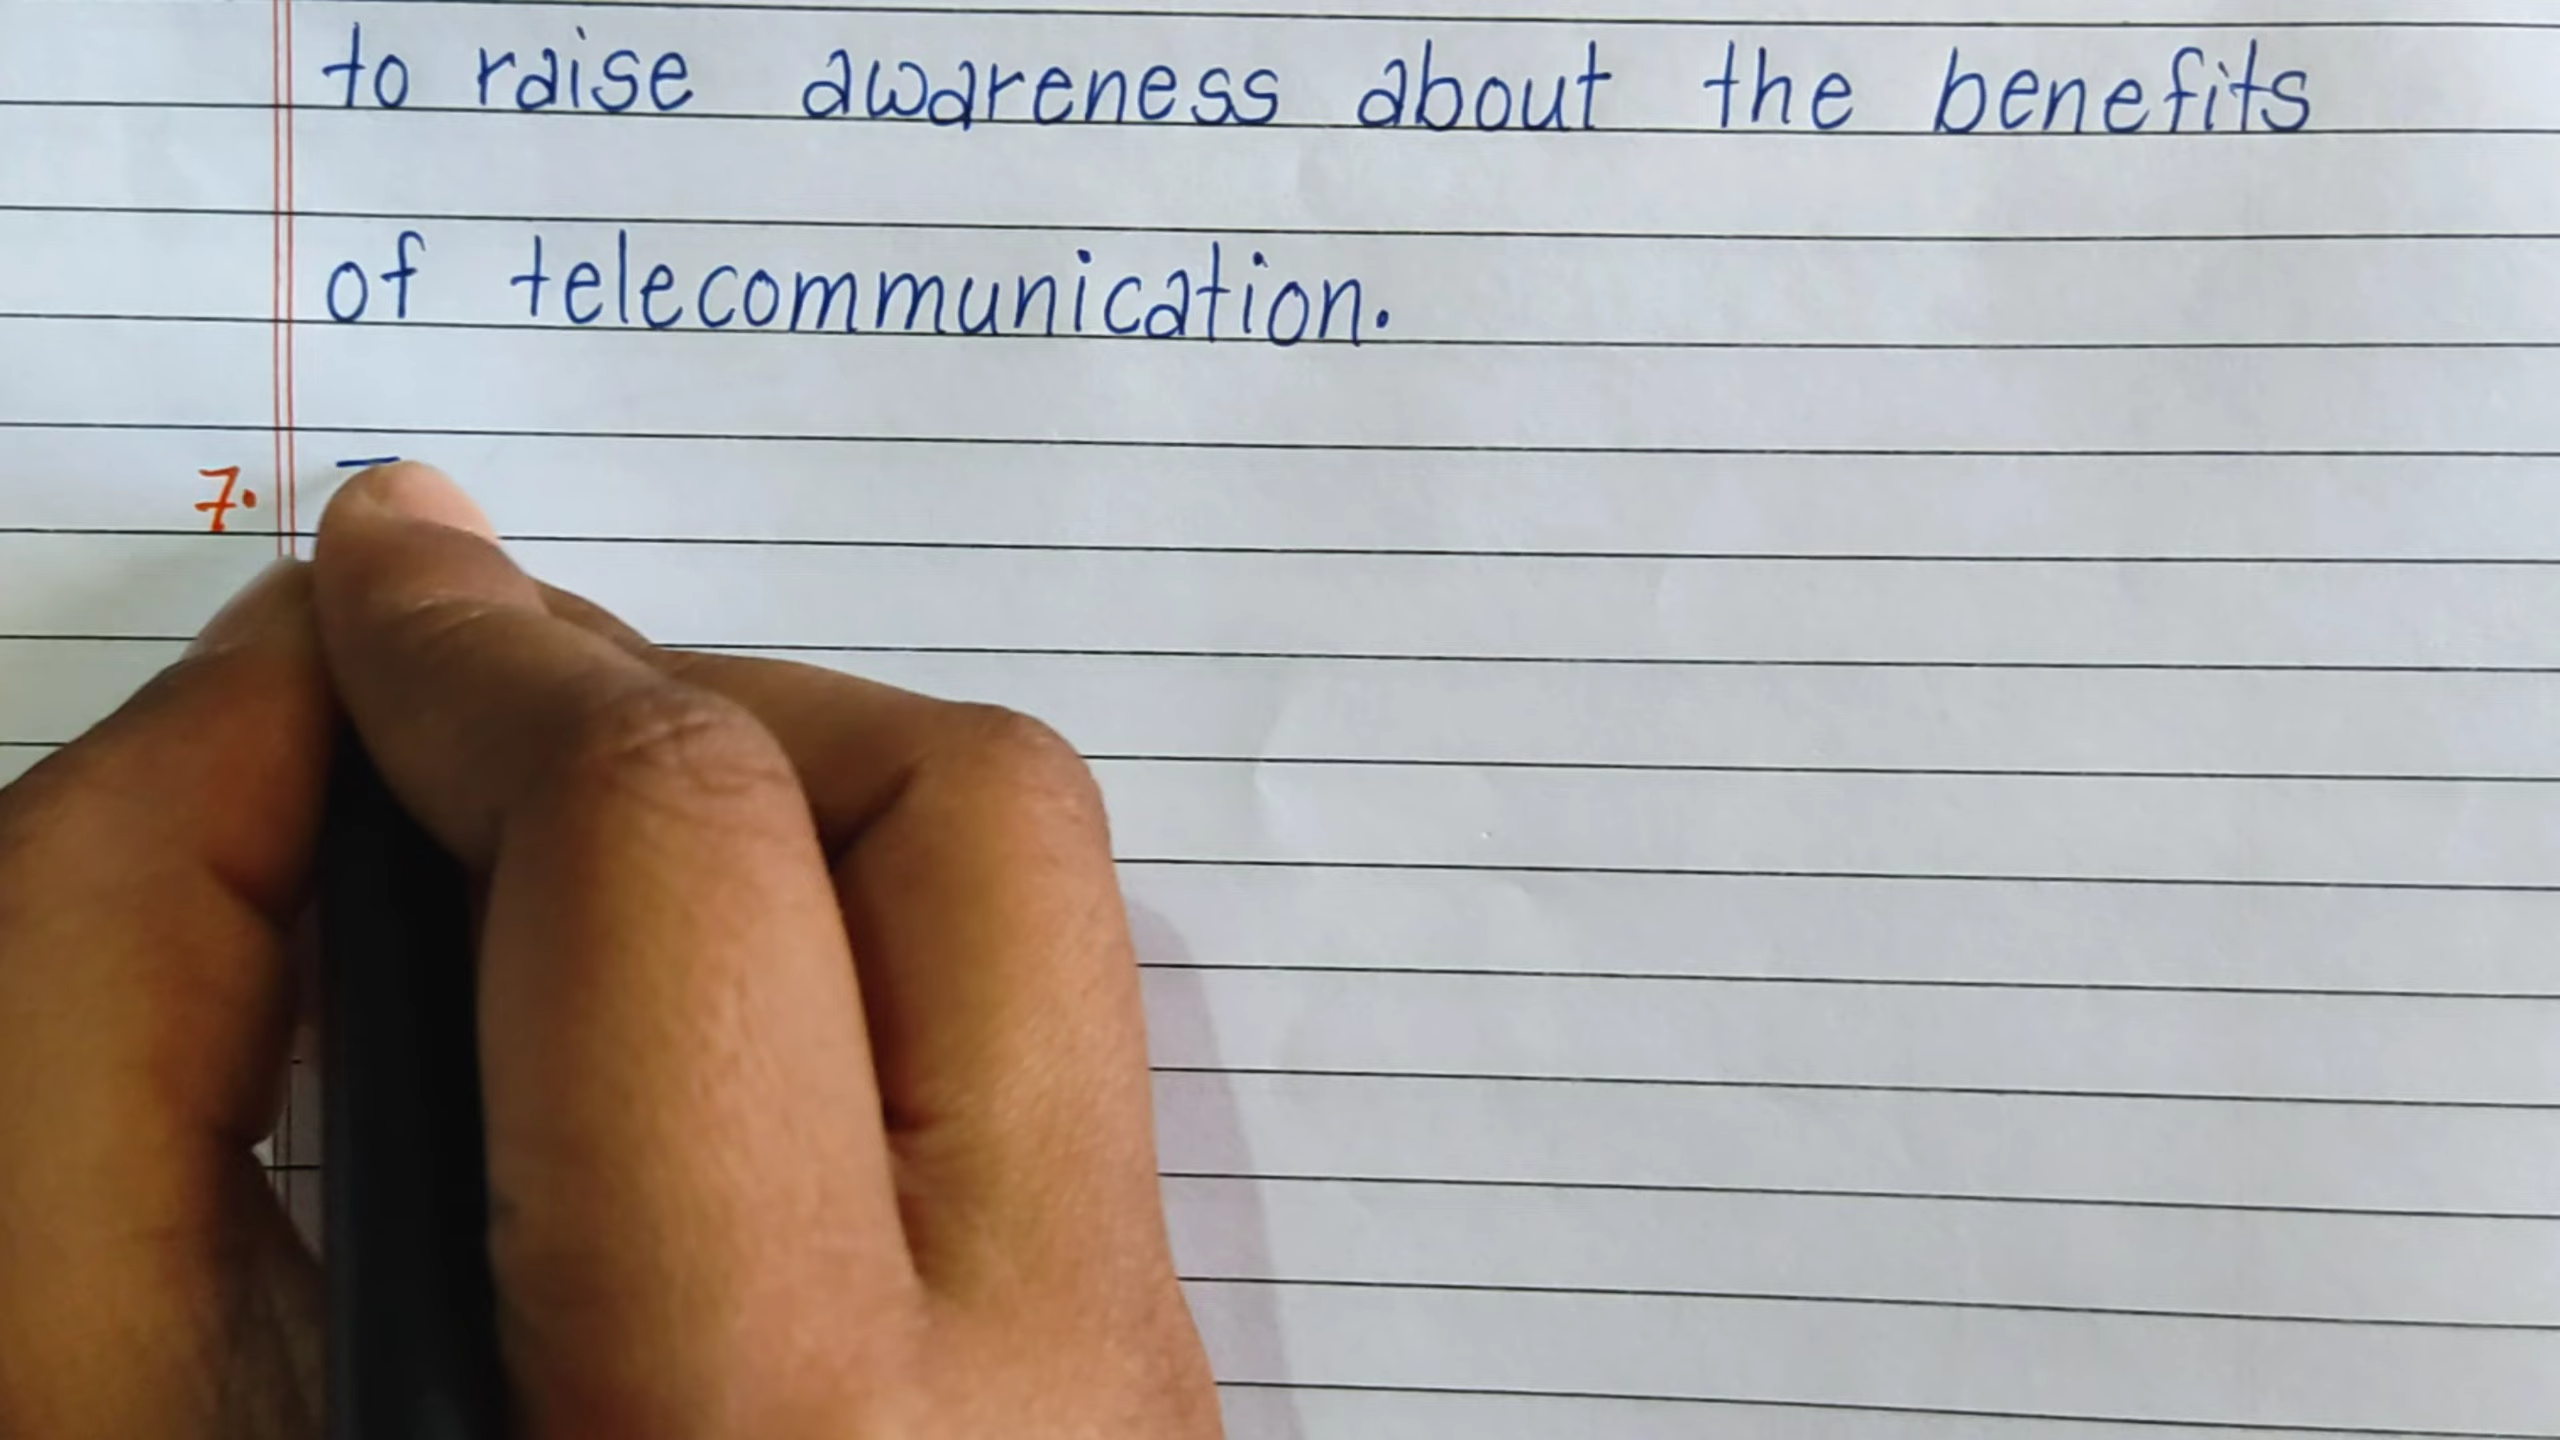 to raise awareness about the benefits
of telecommunication.
7.